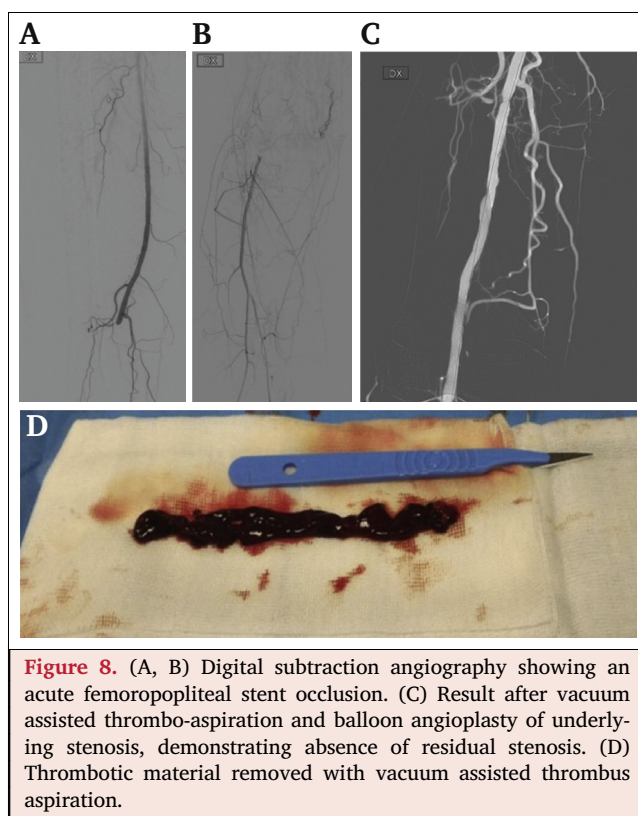 A
B
C
DX
DX
DX
D
Figure 8. (A, B) Digital subtraction angiography showing an
acute femoropopliteal stent occlusion. (C) Result after vacuum
assisted thrombo-aspiration and balloon angioplasty of underly-
ing stenosis, demonstrating absence of residual stenosis. (D)
Thrombotic material removed with vacuum assisted thrombus
aspiration.